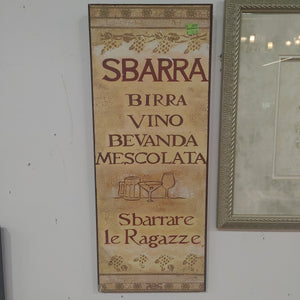 SBARRA
BIRRA
VINO
BEVANDA
MESCOLATA
Sbarrare
le Ragazze